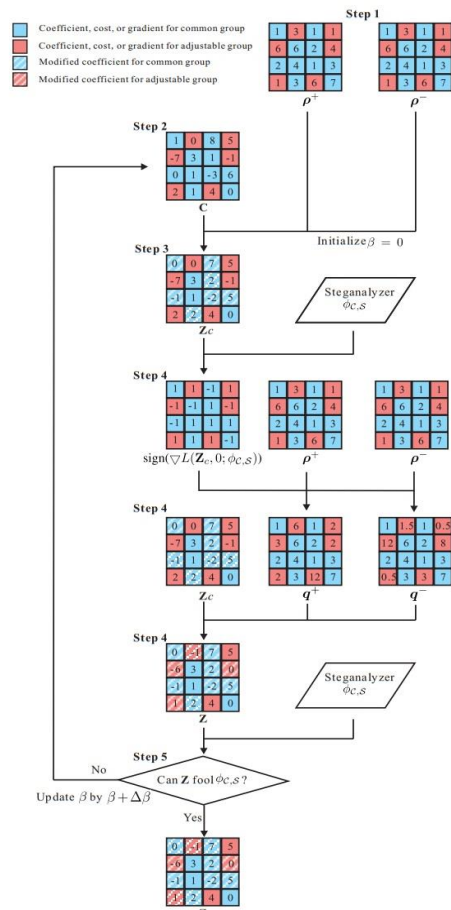 Coefficient, cost, or gradient for common group
Coefficient, cost, or gradient for adjustable group
Modified coefficient for common group
Modified coefficient for adjustable group
Step 1
1 3 1 1
6 6 2 4
2 4 1 3
1 3 6 7
ρ+
1 3 1 1
6 6 2 4
2 4 1 3
1 3 6 7
ρ−
Step 2
1 0 8 5
-7 3 1 -1
0 1 -3 6
2 1 4 0
C
Initialize β = 0
Step 3
0 0 7 5
-7 3 2 -1
-1 1 -2 5
2 2 4 0
Zc
Steganalyzer
ϕC,S
Step 4
1 1 -1 1
-1 -1 1 -1
-1 1 1 1
1 1 1 -1
sign(▽L(Zc, 0; ϕC,S))
1 3 1 1
6 6 2 4
2 4 1 3
1 3 6 7
ρ+
1 3 1 1
6 6 2 4
2 4 1 3
1 3 6 7
ρ−
Step 4
0 0 7 5
-7 3 2 -1
-1 1 -2 5
2 2 4 0
Zc
1 6 1 2
3 6 2 2
2 4 1 3
2 3 12 7
q+
1 1.5 1 0.5
12 6 2 8
2 4 1 3
0.5 3 3 7
q−
Step 4
0 -1 7 5
-6 3 2 0
-1 1 -2 5
1 2 4 0
Z
Steganalyzer
ϕC,S
Step 5
Can Z fool ϕC,S?
No
Update β by β + Δβ
Yes
0 -1 7 5
-6 3 2 0
-1 1 -2 5
1 2 4 0